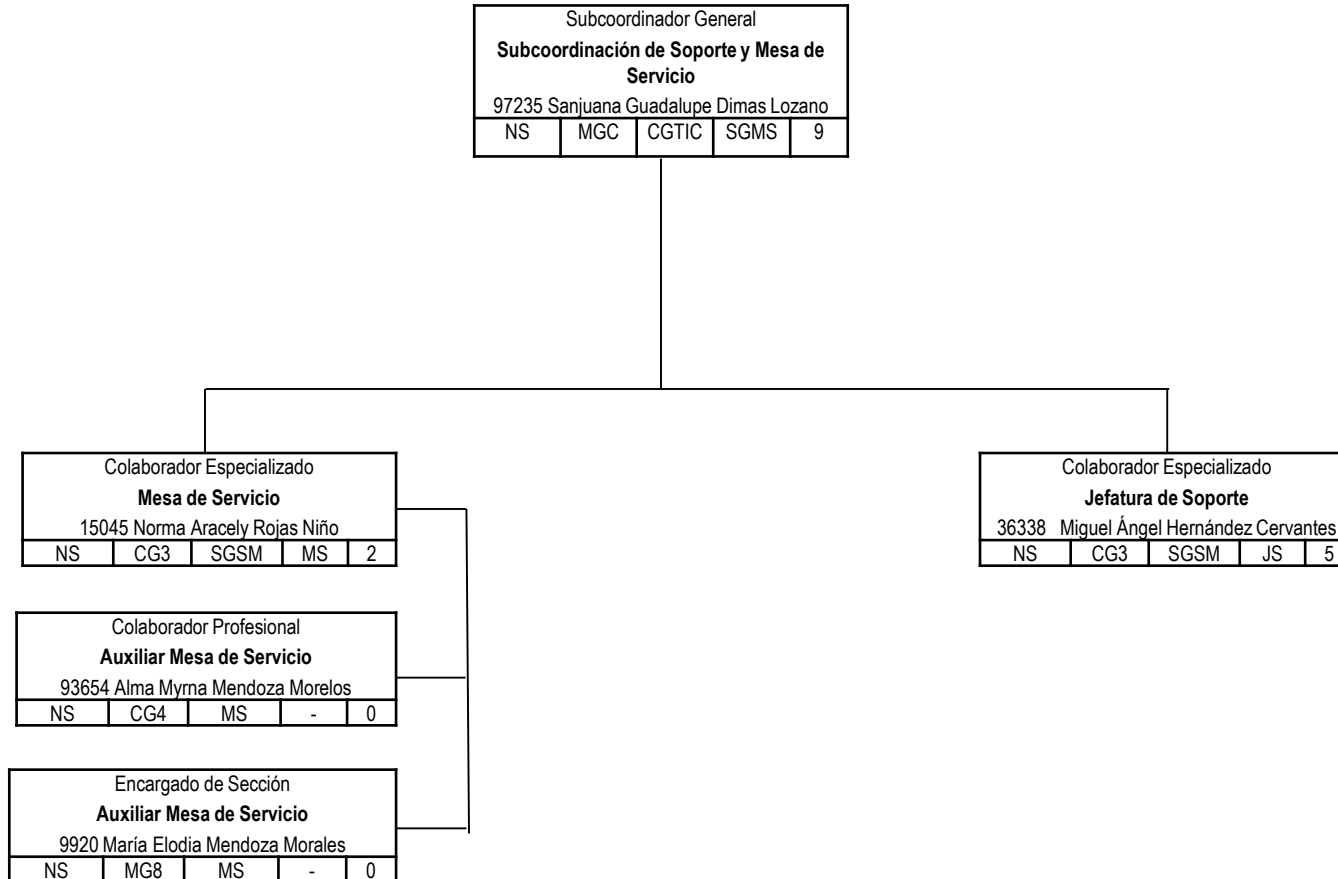 Subcoordinador General
Subcoordinación de Soporte y Mesa de
Servicio
97235 Sanjuana Guadalupe Dimas Lozano
NS MGC CGTIC SGMS 9
Colaborador Especializado
Mesa de Servicio
15045 Norma Aracely Rojas Niño
NS CG3 SGSM MS 2
Colaborador Especializado
Jefatura de Soporte
36338 Miguel Ángel Hernández Cervantes
NS CG3 SGSM JS 5
Colaborador Profesional
Auxiliar Mesa de Servicio
93654 Alma Myrna Mendoza Morelos
NS CG4 MS - 0
Encargado de Sección
Auxiliar Mesa de Servicio
9920 María Elodia Mendoza Morales
NS MG8 MS - 0